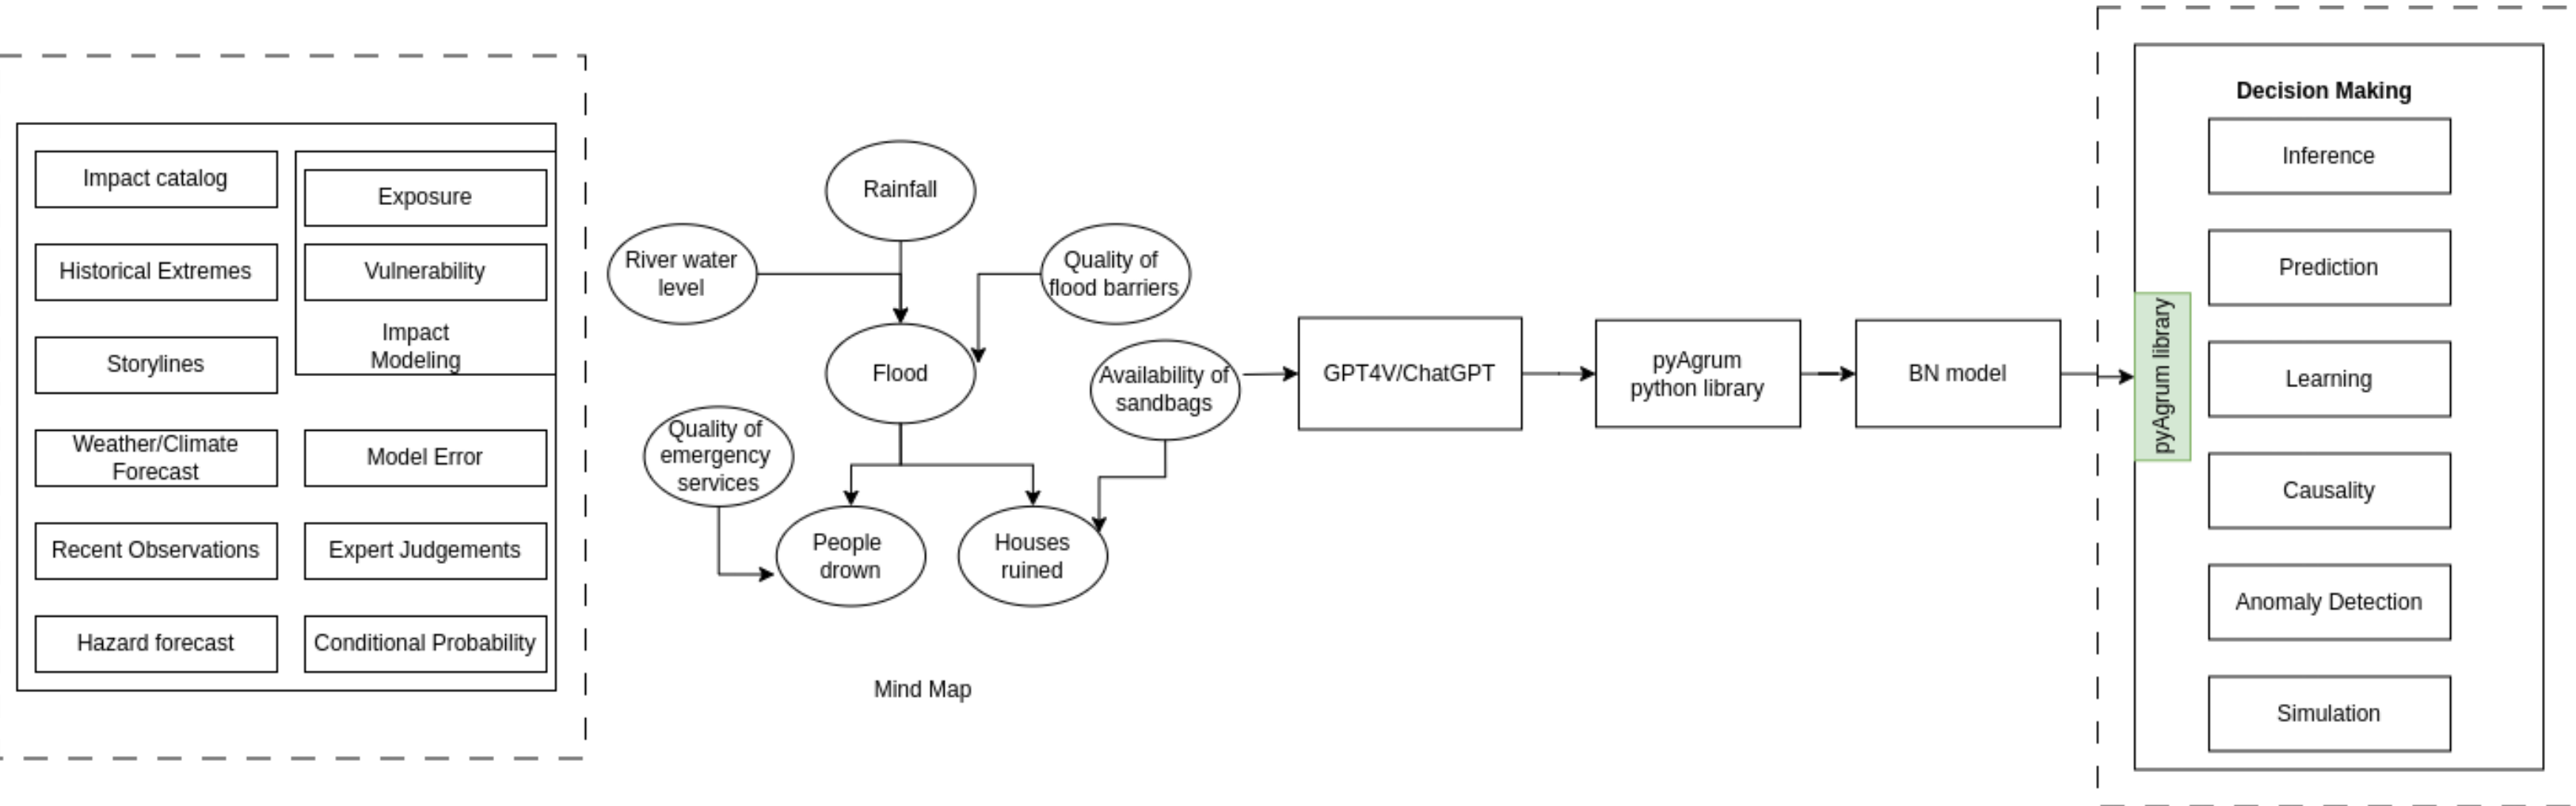 Impact catalog
Historical Extremes
Storylines
Weather/Climate
Forecast
Recent Observations
Hazard forecast
Exposure
Vulnerability
Impact
Modeling
Model Error
Expert Judgements
Conditional Probability
Rainfall
River water
level
Quality of
flood barriers
Flood
Availability of
sandbags
Quality of
emergency
services
People
drown
Houses
ruined
Mind Map
GPT4V/ChatGPT
pyAgrum
python library
BN model
pyAgrum library
Decision Making
Inference
Prediction
Learning
Causality
Anomaly Detection
Simulation